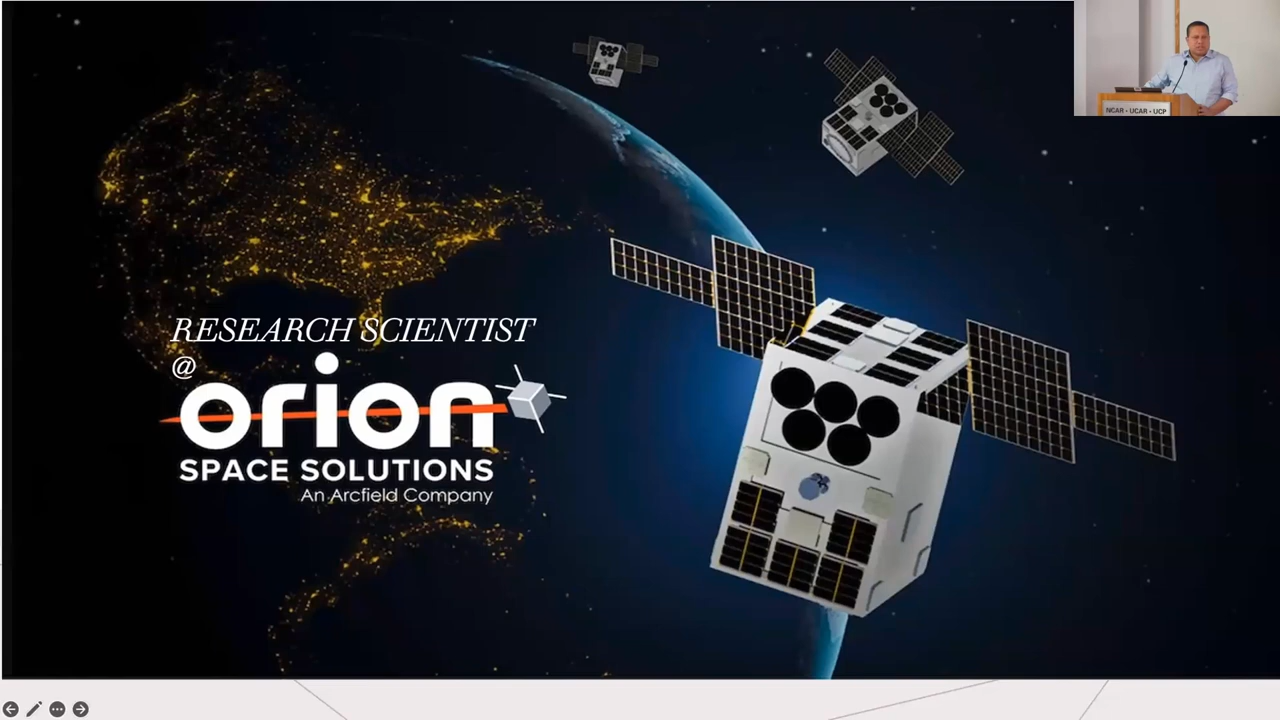 RESEARCH SCIENTIST
@
orion
SPACE SOLUTIONS
An Arcfield Company
NCAR • UCAR • UCP